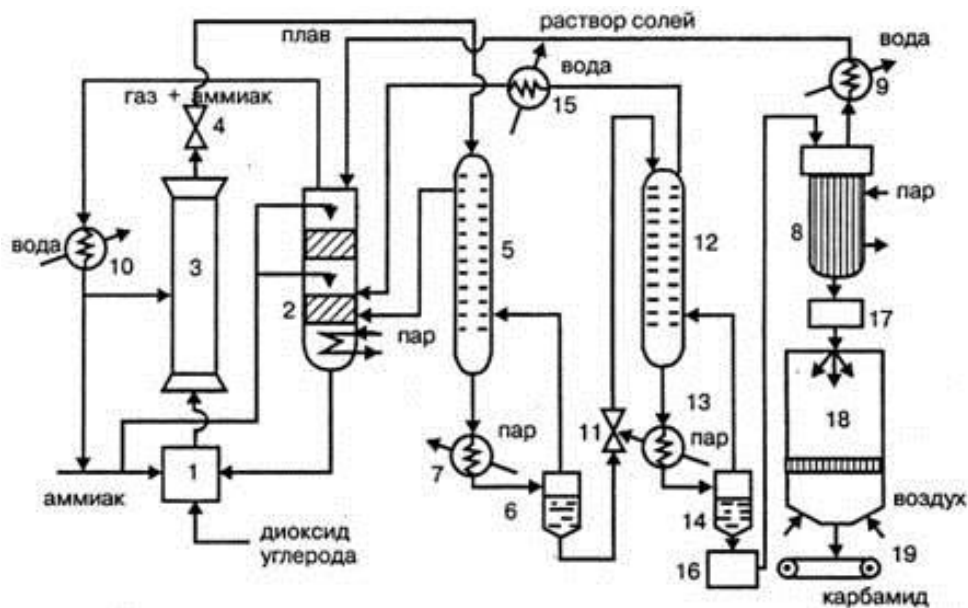 раствор солей
плав
вода
вода
газ + аммиак
4
15
9
пар
вода
10
3
5
12
8
2
17
пар
11
13
18
пар
пар
7
1
аммиак
6
14
воздух
диоксид
углерода
16
19
карбамид